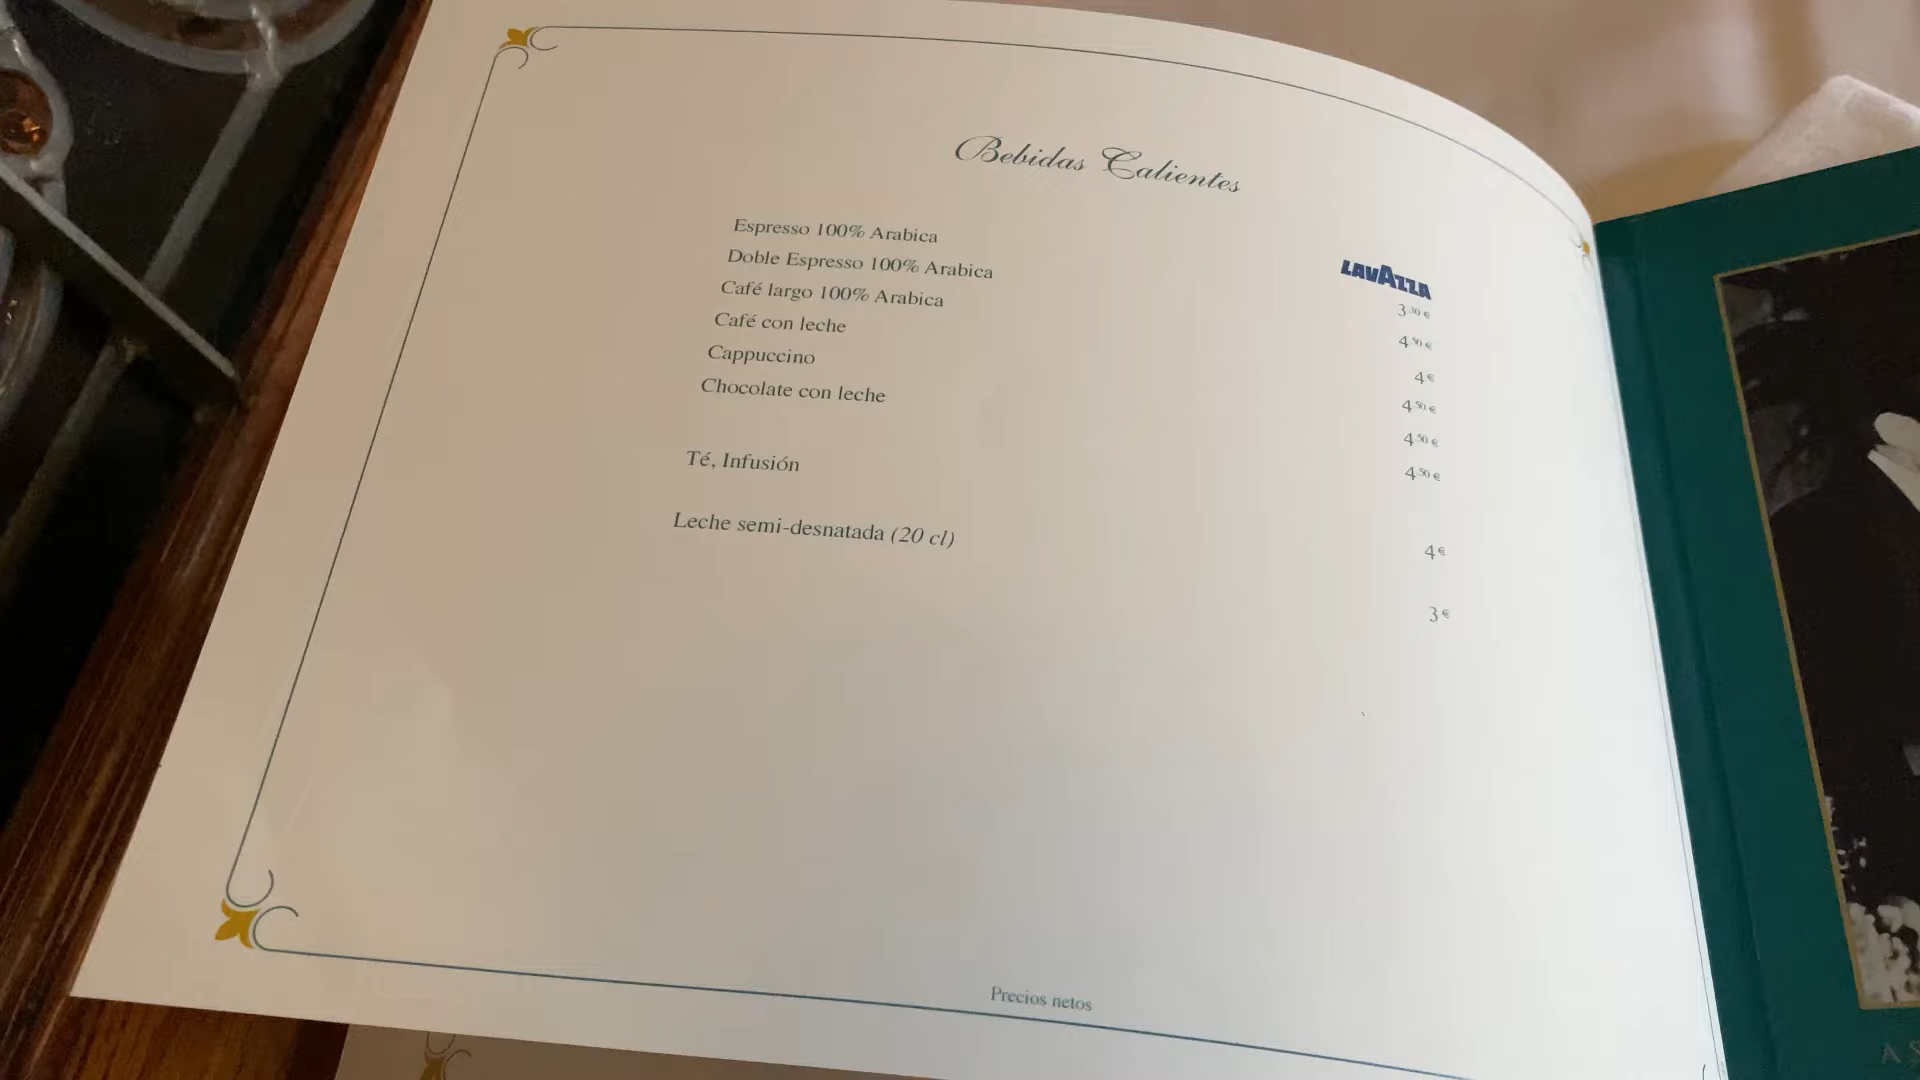 Bebidas Calientes
LAVAZZA
Espresso 100% Arabica 3
Doble Espresso 100% Arabica 4 50 €
Café largo 100% Arabica 4 €
Café con leche 4 50 €
Cappuccino 4 50 €
Chocolate con leche 4 50 €
Té, Infusión 4 €
Leche semi-desnatada (20 cl) 3 €
Precios netos